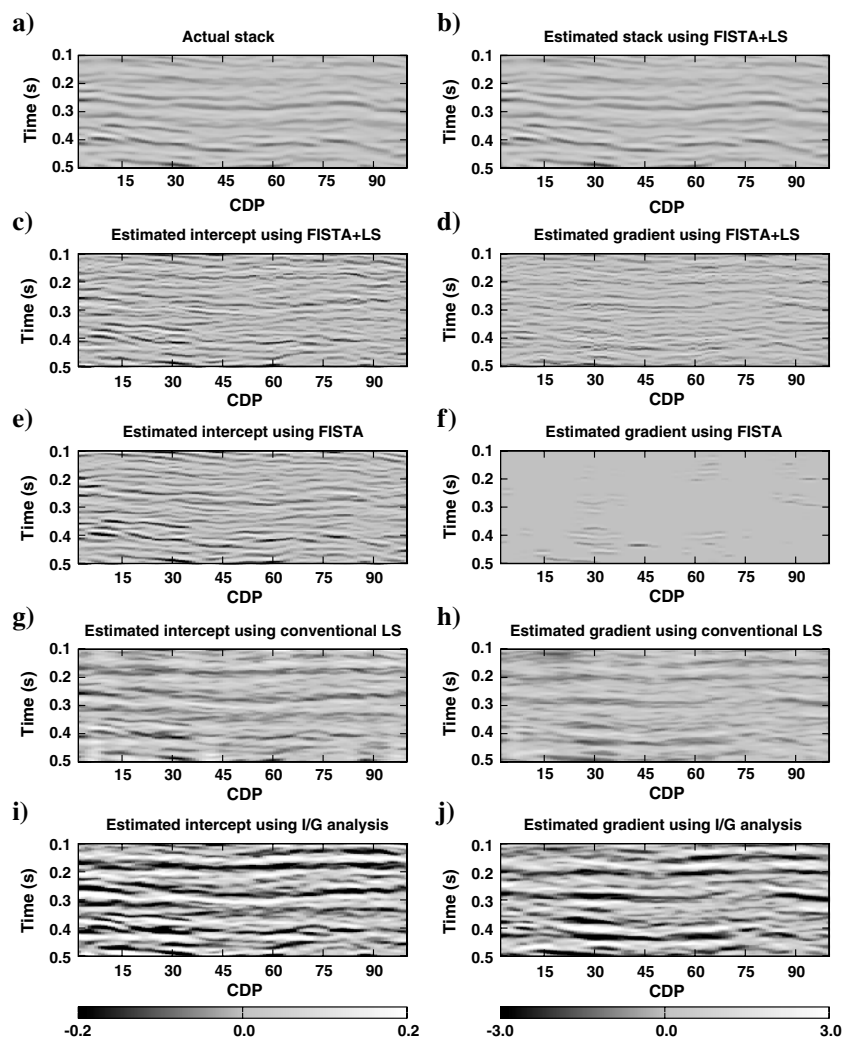 a)
Actual stack
0.1
0.2
0.3
0.4
0.5
Time (s)
15 30 45 60 75 90
CDP
b)
Estimated stack using FISTA+LS
0.1
0.2
0.3
0.4
0.5
Time (s)
15 30 45 60 75 90
CDP
c)
Estimated intercept using FISTA+LS
0.1
0.2
0.3
0.4
0.5
Time (s)
15 30 45 60 75 90
CDP
d)
Estimated gradient using FISTA+LS
0.1
0.2
0.3
0.4
0.5
Time (s)
15 30 45 60 75 90
CDP
e)
Estimated intercept using FISTA
0.1
0.2
0.3
0.4
0.5
Time (s)
15 30 45 60 75 90
CDP
f)
Estimated gradient using FISTA
0.1
0.2
0.3
0.4
0.5
Time (s)
15 30 45 60 75 90
CDP
g)
Estimated intercept using conventional LS
0.1
0.2
0.3
0.4
0.5
Time (s)
15 30 45 60 75 90
CDP
h)
Estimated gradient using conventional LS
0.1
0.2
0.3
0.4
0.5
Time (s)
15 30 45 60 75 90
CDP
i)
Estimated intercept using I/G analysis
0.1
0.2
0.3
0.4
0.5
Time (s)
15 30 45 60 75 90
CDP
j)
Estimated gradient using I/G analysis
0.1
0.2
0.3
0.4
0.5
Time (s)
15 30 45 60 75 90
CDP
-0.2 0.0 0.2
-3.0 0.0 3.0